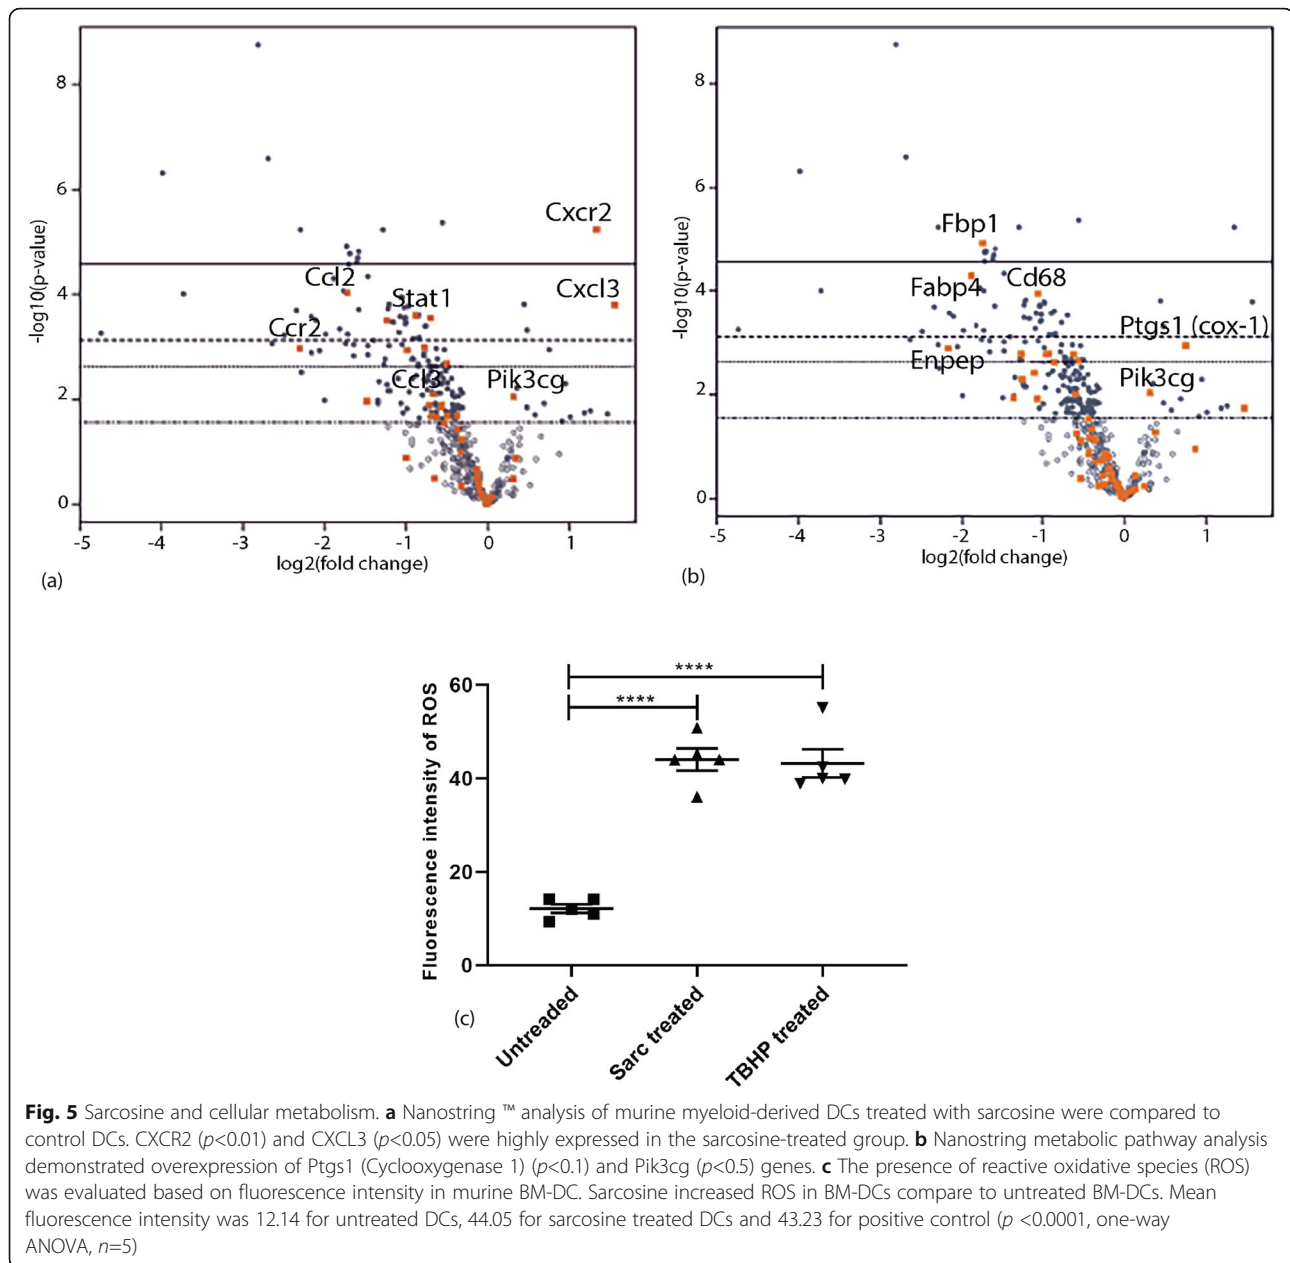 8
6
4
2
0
-log10(p-value)
Cxcr2
Ccl2
Cxcl3
Stat1
Ccr2
Ccl3
Pik3cg
-5 -4 -3 -2 -1 0 1
log2(fold change)
(a)
8
6
4
2
0
-log10(p-value)
Fbp1
Fabp4
Cd68
Ptgs1 (cox-1)
Enpep
Pik3cg
-5 -4 -3 -2 -1 0 1
log2(fold change)
(b)
****
****
60
40
20
0
Fluorescence intensity of ROS
Untreaded
Sarc treated
TBHP treated
(c)
Fig. 5 Sarcosine and cellular metabolism. a Nanostring ™ analysis of murine myeloid-derived DCs treated with sarcosine were compared to
control DCs. CXCR2 (p<0.01) and CXCL3 (p<0.05) were highly expressed in the sarcosine-treated group. b Nanostring metabolic pathway analysis
demonstrated overexpression of Ptgs1 (Cyclooxygenase 1) (p<0.1) and Pik3cg (p<0.5) genes. c The presence of reactive oxidative species (ROS)
was evaluated based on fluorescence intensity in murine BM-DC. Sarcosine increased ROS in BM-DCs compare to untreated BM-DCs. Mean
fluorescence intensity was 12.14 for untreated DCs, 44.05 for sarcosine treated DCs and 43.23 for positive control (p <0.0001, one-way
ANOVA, n=5)